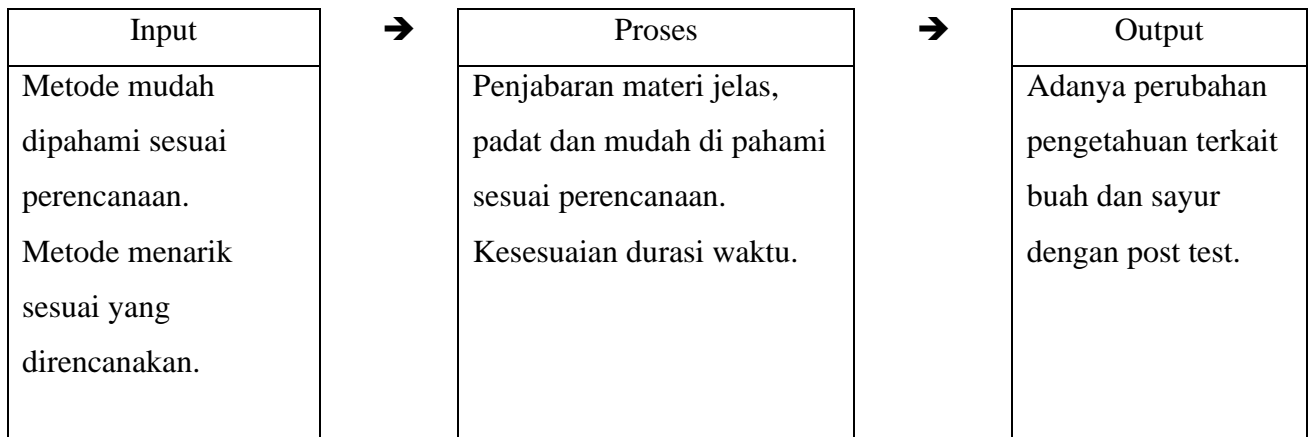 Input
➔
Proses
➔
Output
Metode mudah
dipahami sesuai
perencanaan.
Metode menarik
sesuai yang
direncanakan.
Penjabaran materi jelas,
padat dan mudah di pahami
sesuai perencanaan.
Kesesuaian durasi waktu.
Adanya perubahan
pengetahuan terkait
buah dan sayur
dengan post test.